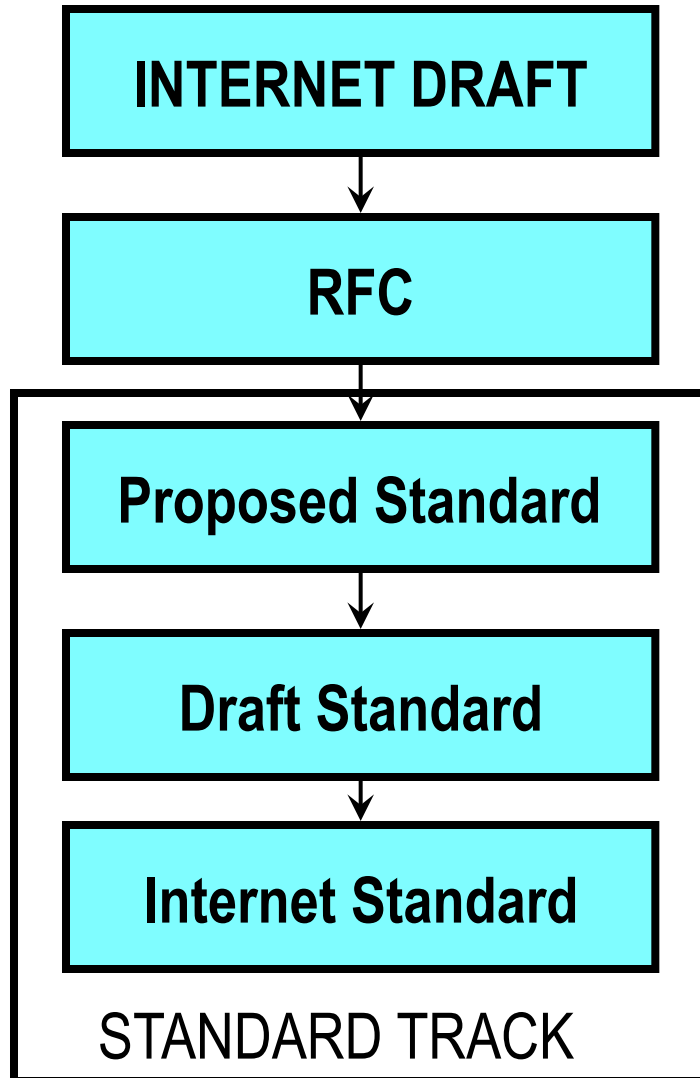 INTERNET DRAFT
RFC
Proposed Standard
Draft Standard
Internet Standard
STANDARD TRACK